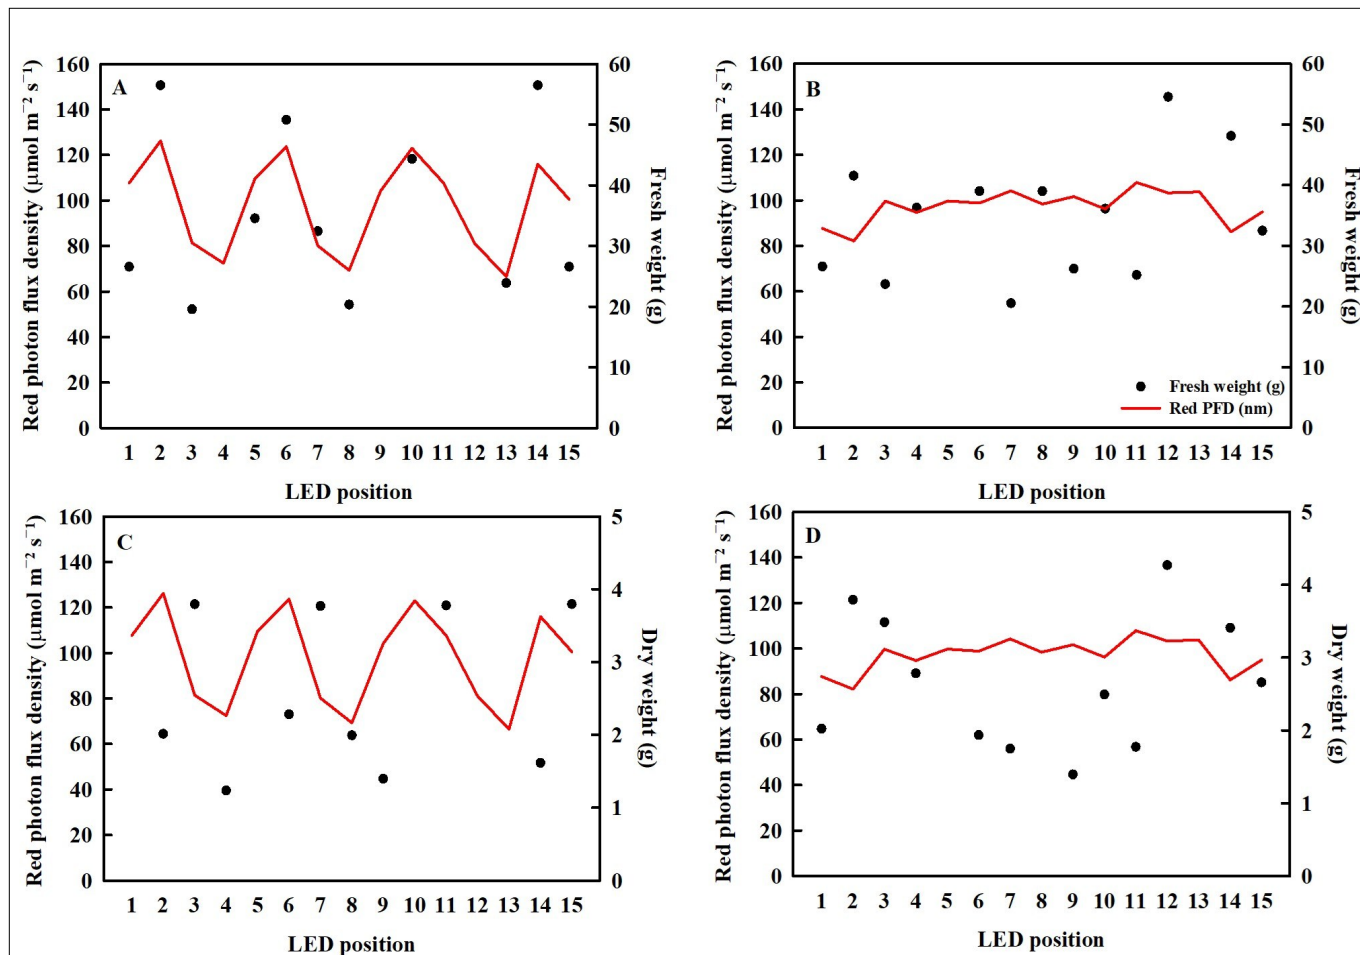 A
Red photon flux density (μmol m⁻² s⁻¹)
160
140
120
100
80
60
40
20
0
60
50
40
30
20
10
0
Fresh weight (g)
1 2 3 4 5 6 7 8 9 10 11 12 13 14 15
LED position
B
Red photon flux density (μmol m⁻² s⁻¹)
160
140
120
100
80
60
40
20
0
60
50
40
30
20
10
0
Fresh weight (g)
Fresh weight (g)
Red PFD (nm)
1 2 3 4 5 6 7 8 9 10 11 12 13 14 15
LED position
C
Red photon flux density (μmol m⁻² s⁻¹)
160
140
120
100
80
60
40
20
0
5
4
3
2
1
0
Dry weight (g)
1 2 3 4 5 6 7 8 9 10 11 12 13 14 15
LED position
D
Red photon flux density (μmol m⁻² s⁻¹)
160
140
120
100
80
60
40
20
0
5
4
3
2
1
0
Dry weight (g)
1 2 3 4 5 6 7 8 9 10 11 12 13 14 15
LED position